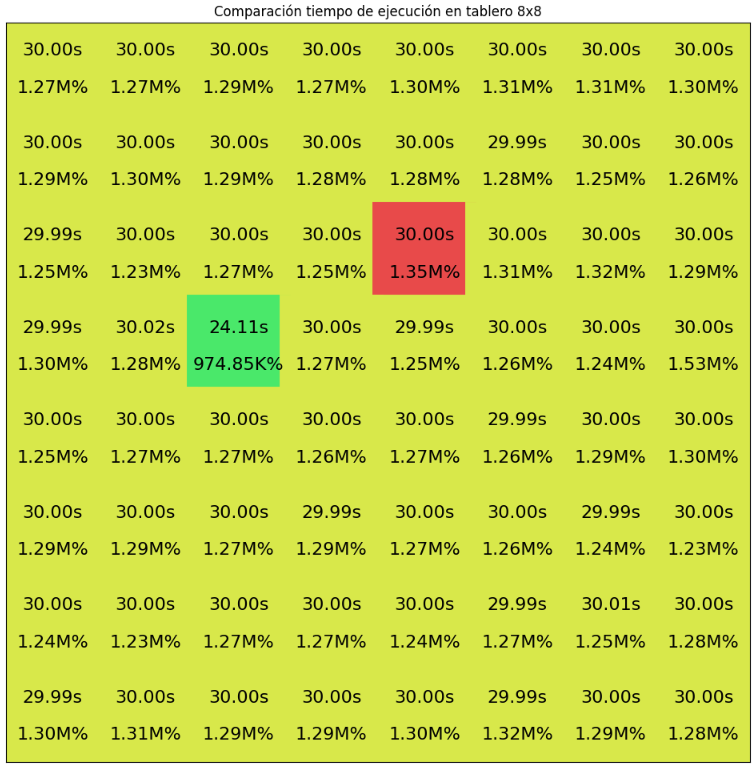 Comparación tiempo de ejecución en tablero 8x8
30.00s 30.00s 30.00s 30.00s 30.00s 30.00s 30.00s 30.00s
1.27M% 1.27M% 1.29M% 1.27M% 1.30M% 1.31M% 1.31M% 1.30M%
30.00s 30.00s 30.00s 30.00s 30.00s 29.99s 30.00s 30.00s
1.29M% 1.30M% 1.29M% 1.28M% 1.28M% 1.28M% 1.25M% 1.26M%
29.99s 30.00s 30.00s 30.00s 30.00s 30.00s 30.00s 30.00s
1.25M% 1.23M% 1.27M% 1.25M% 1.35M% 1.31M% 1.32M% 1.29M%
29.99s 30.02s 24.11s 30.00s 29.99s 30.00s 30.00s 30.00s
1.30M% 1.28M% 974.85K% 1.27M% 1.25M% 1.26M% 1.24M% 1.53M%
30.00s 30.00s 30.00s 30.00s 30.00s 29.99s 30.00s 30.00s
1.25M% 1.27M% 1.27M% 1.26M% 1.27M% 1.26M% 1.29M% 1.30M%
30.00s 30.00s 30.00s 29.99s 30.00s 30.00s 29.99s 30.00s
1.29M% 1.29M% 1.27M% 1.29M% 1.27M% 1.26M% 1.24M% 1.23M%
30.00s 30.00s 30.00s 30.00s 30.00s 29.99s 30.01s 30.00s
1.24M% 1.23M% 1.27M% 1.27M% 1.24M% 1.27M% 1.25M% 1.28M%
29.99s 30.00s 30.00s 30.00s 30.00s 29.99s 30.00s 30.00s
1.30M% 1.31M% 1.29M% 1.29M% 1.30M% 1.32M% 1.29M% 1.28M%